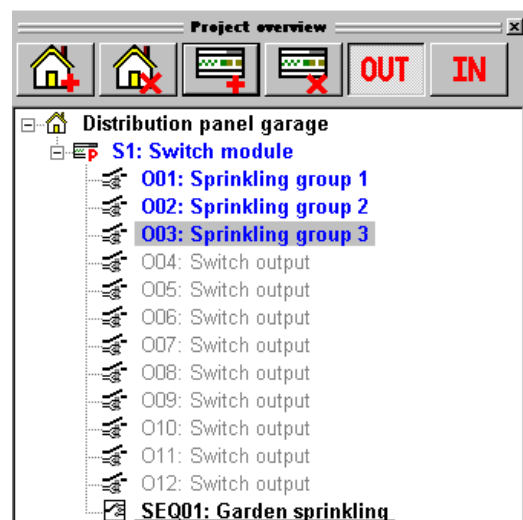 Project overview
OUT IN
Distribution panel garage
S1: Switch module
O01: Sprinkling group 1
O02: Sprinkling group 2
O03: Sprinkling group 3
O04: Switch output
O05: Switch output
O06: Switch output
O07: Switch output
O08: Switch output
O09: Switch output
O10: Switch output
O11: Switch output
O12: Switch output
SEQ01: Garden sprinkling